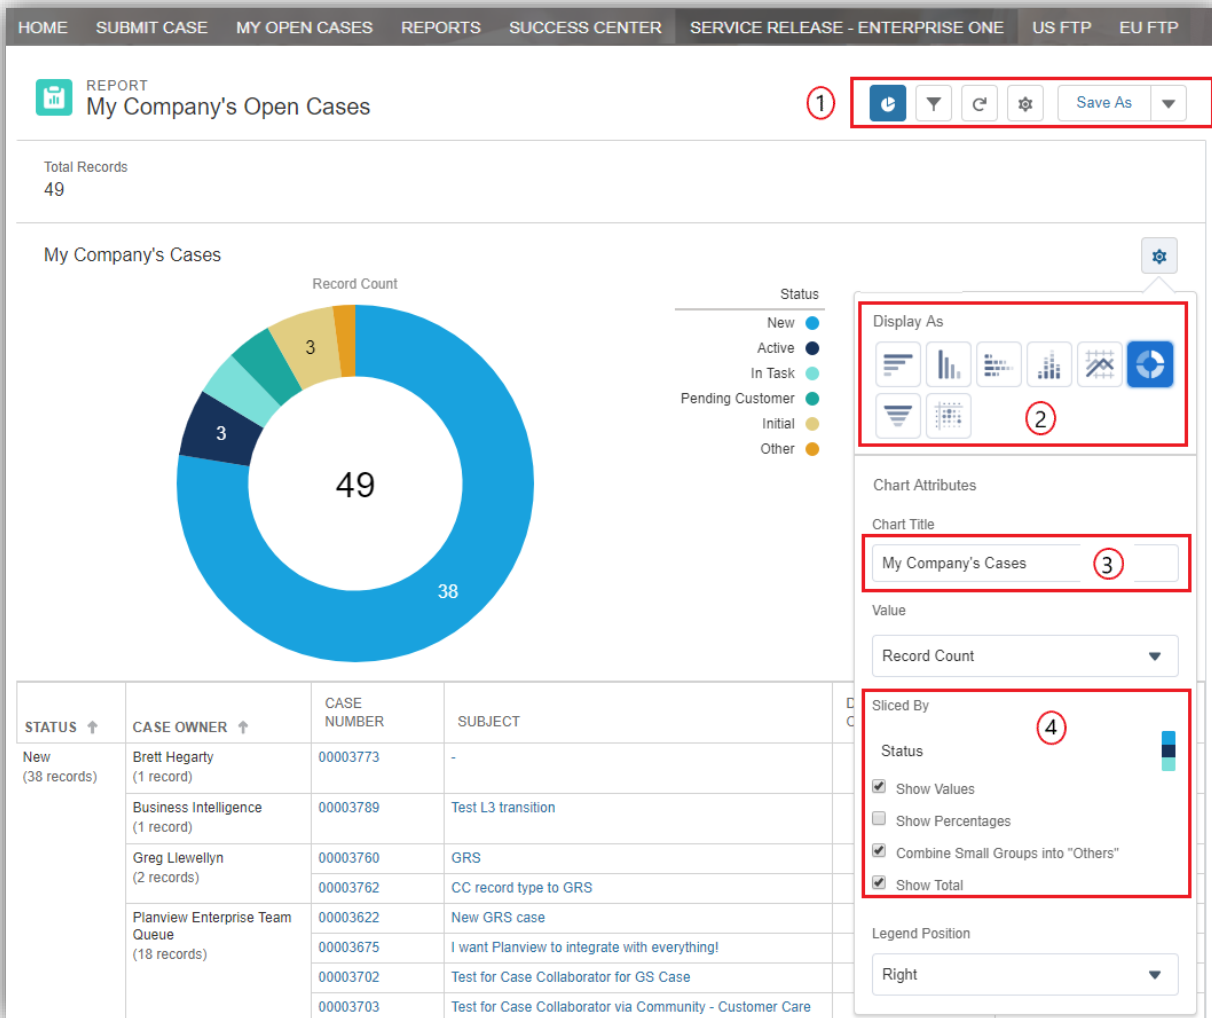 HOME SUBMIT CASE MY OPEN CASES REPORTS SUCCESS CENTER SERVICE RELEASE - ENTERPRISE ONE US FTP EU FTP
REPORT
My Company's Open Cases
1
Save As
Total Records
49
My Company's Cases
Record Count
3
3
49
38
Status
New
Active
In Task
Pending Customer
Initial
Other
Display As
2
Chart Attributes
Chart Title
My Company's Cases 3
Value
Record Count
Sliced By
4
Status
Show Values
Show Percentages
Combine Small Groups into "Others"
Show Total
Legend Position
Right
STATUS CASE OWNER CASE NUMBER SUBJECT
New
(38 records)
Brett Hegarty
(1 record)
00003773 -
Business Intelligence
(1 record)
00003789 Test L3 transition
Greg Llewellyn
(2 records)
00003760 GRS
00003762 CC record type to GRS
Planview Enterprise Team
Queue
(18 records)
00003622 New GRS case
00003675 I want Planview to integrate with everything!
00003702 Test for Case Collaborator for GS Case
00003703 Test for Case Collaborator via Community - Customer Care